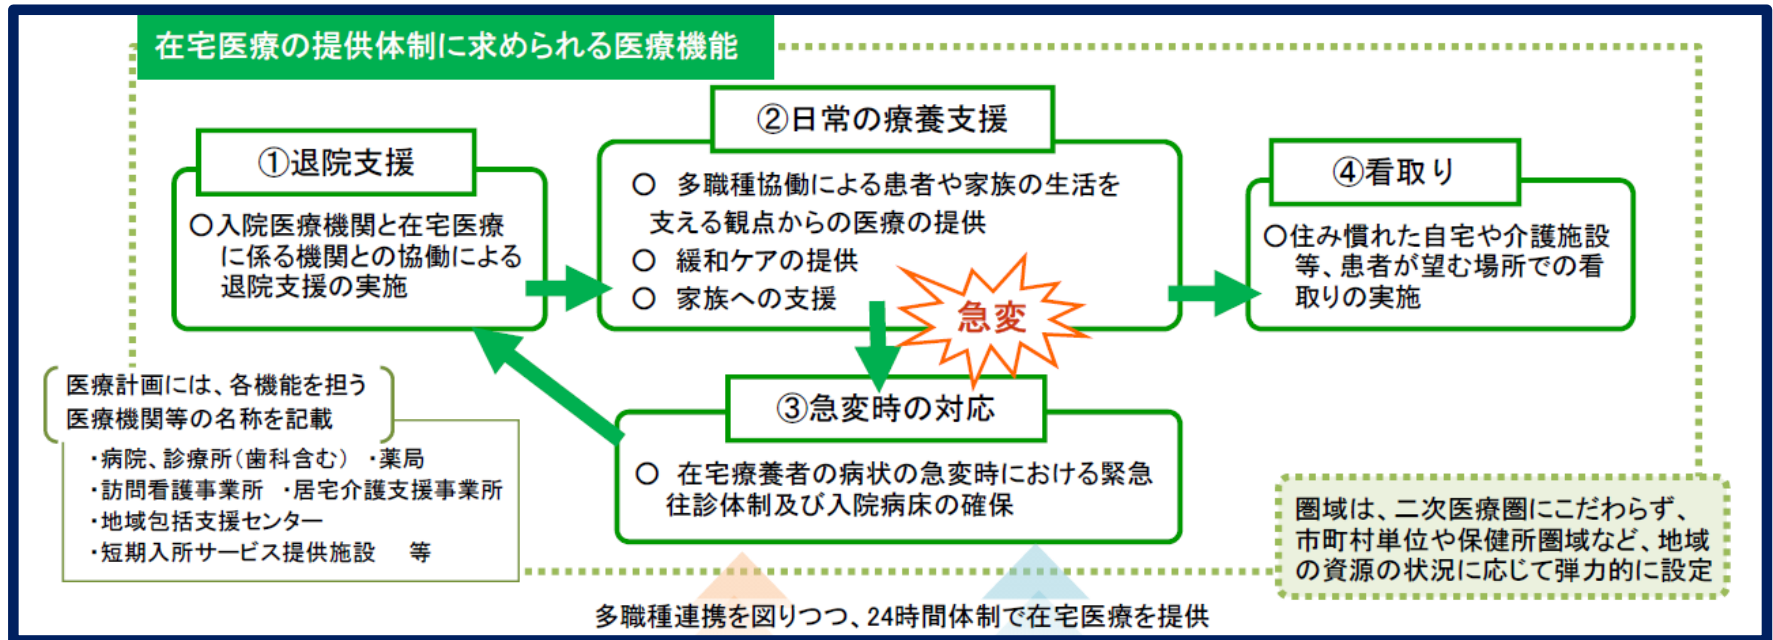 在宅医療の提供体制に求められる医療機能
①退院支援
○入院医療機関と在宅医療
に係る機関との協働による
退院支援の実施
②日常の療養支援
○ 多職種協働による患者や家族の生活を
支える観点からの医療の提供
○ 緩和ケアの提供
○ 家族への支援
急変
④看取り
○住み慣れた自宅や介護施設
等、患者が望む場所での看
取りの実施
③急変時の対応
○ 在宅療養者の病状の急変時における緊急
往診体制及び入院病床の確保
医療計画には、各機能を担う
医療機関等の名称を記載
・病院、診療所（歯科含む） ・薬局
・訪問看護事業所 ・居宅介護支援事業所
・地域包括支援センター
・短期入所サービス提供施設 等
圏域は、二次医療圏にこだわらず、
市町村単位や保健所圏域など、地域
の資源の状況に応じて弾力的に設定
多職種連携を図りつつ、24時間体制で在宅医療を提供